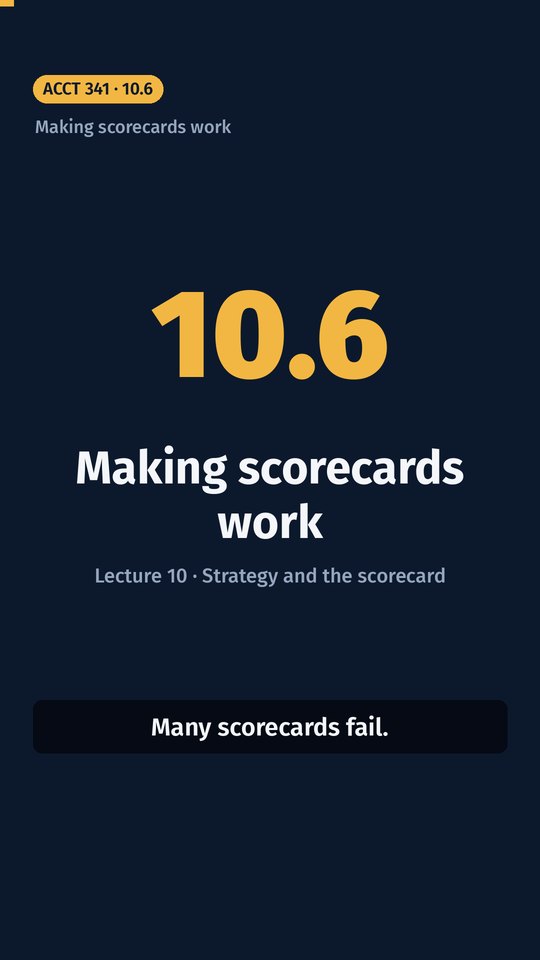 ACCT 341 · 10.6
Making scorecards work
10.6
Making scorecards
work
Lecture 10 · Strategy and the scorecard
Many scorecards fail.